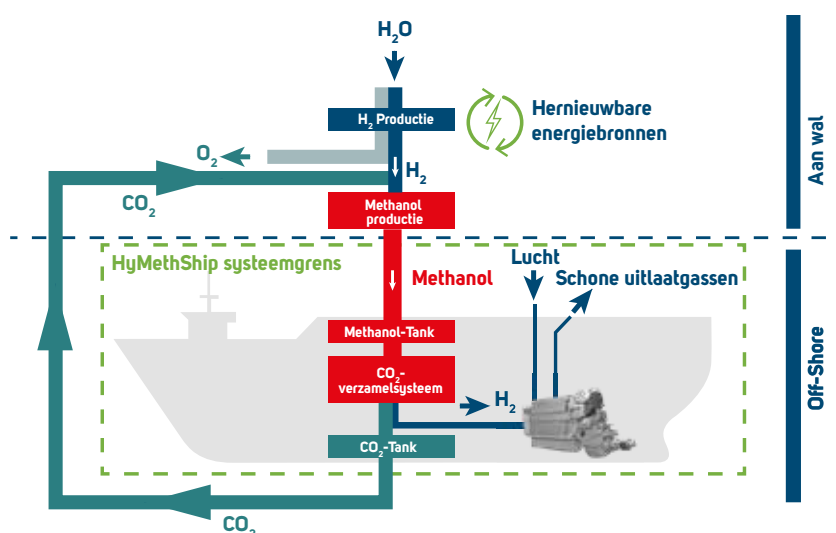 H₂O
H₂ Productie
Hernieuwbare
energiebronnen
Aan wal
O₂
H₂
CO₂
Methanol
productie
HyMethShip systeemgrens
Lucht
Methanol
Schone uitlaatgassen
Methanol-Tank
CO₂-
verzamelsysteem
H₂
Off-Shore
CO₂-Tank
CO₂